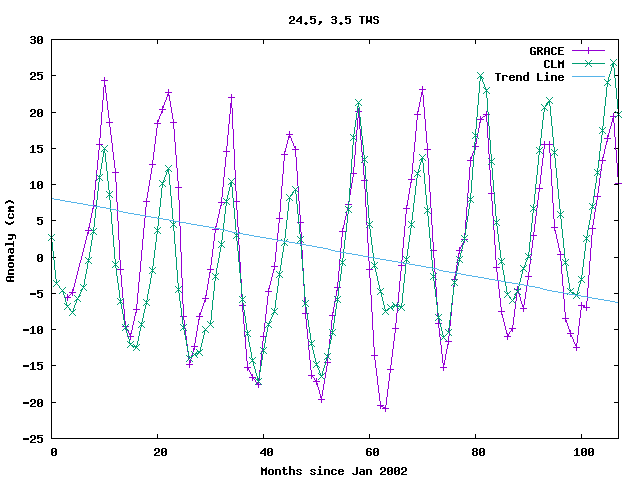 24.5, 3.5 TWS
GRACE
CLM
Trend Line
30
25
20
15
10
5
0
-5
-10
-15
-20
-25
Anomaly (cm)
0 20 40 60 80 100
Months since Jan 2002